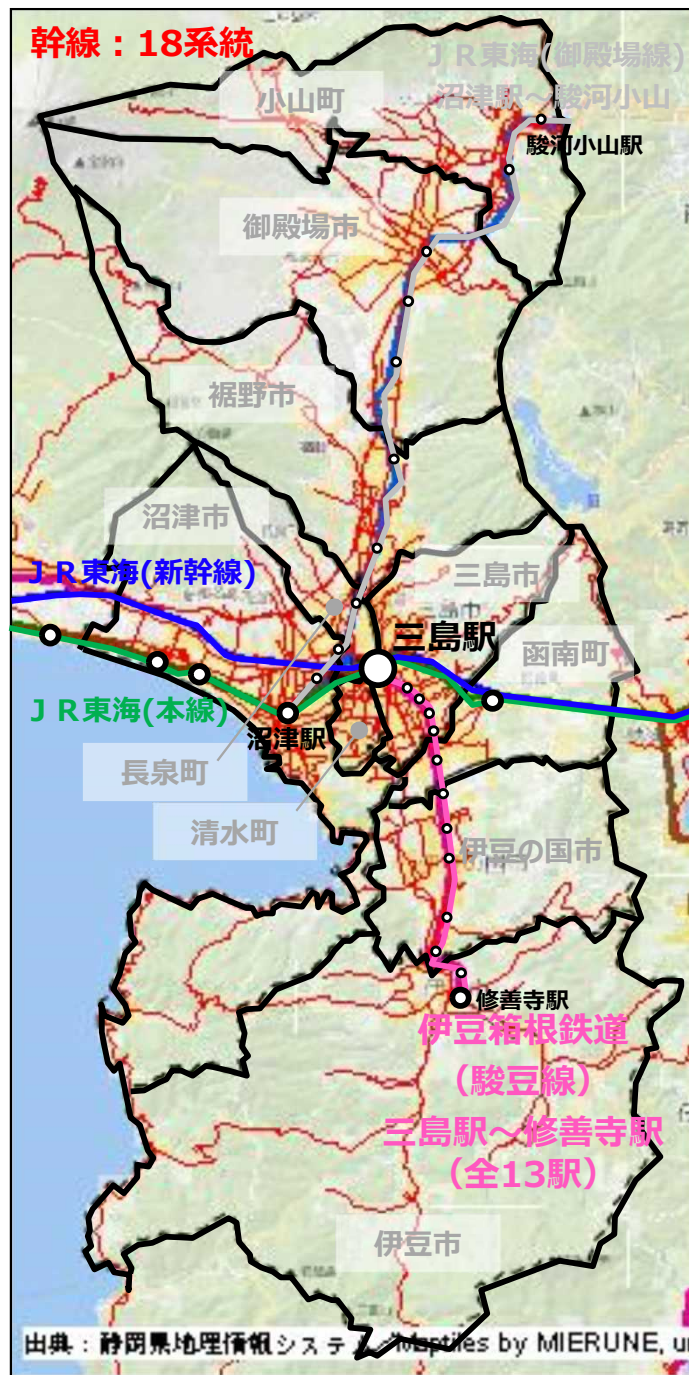 幹線：18系統
ＪＲ東海(御殿場線)
沼津駅～駿河小山
小山町
駿河小山駅
御殿場市
裾野市
沼津市
ＪＲ東海(新幹線)
三島市
三島市
三島駅
函南町
ＪＲ東海(本線)
沼津駅
長泉町
清水町
伊豆の国市
修善寺駅
伊豆箱根鉄道
（駿豆線）
三島駅～修善寺駅
（全13駅）
伊豆市
出典：静岡県地理情報システ Maptiles by MIERUNE, un